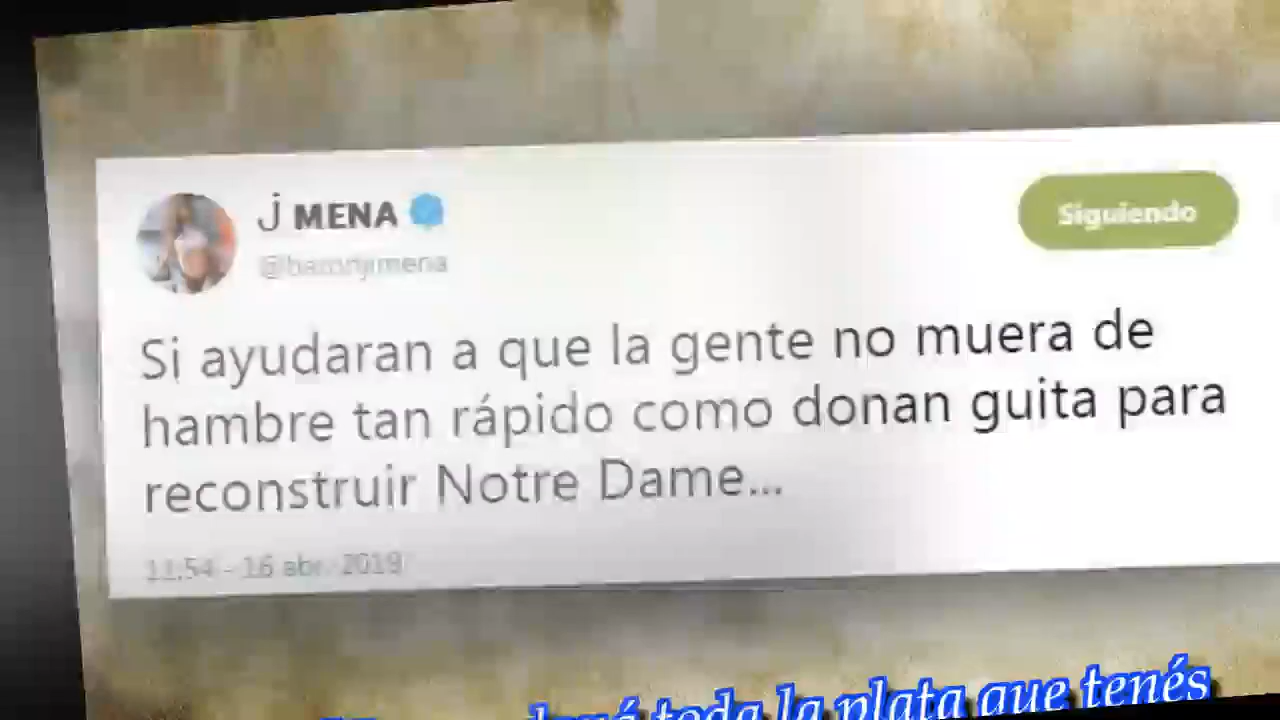 J MENA
@baronjimena
Siguiendo
Si ayudaran a que la gente no muera de
hambre tan rápido como donan guita para
reconstruir Notre Dame...
11:54 - 16 abr. 2019
toda la plata que tenés